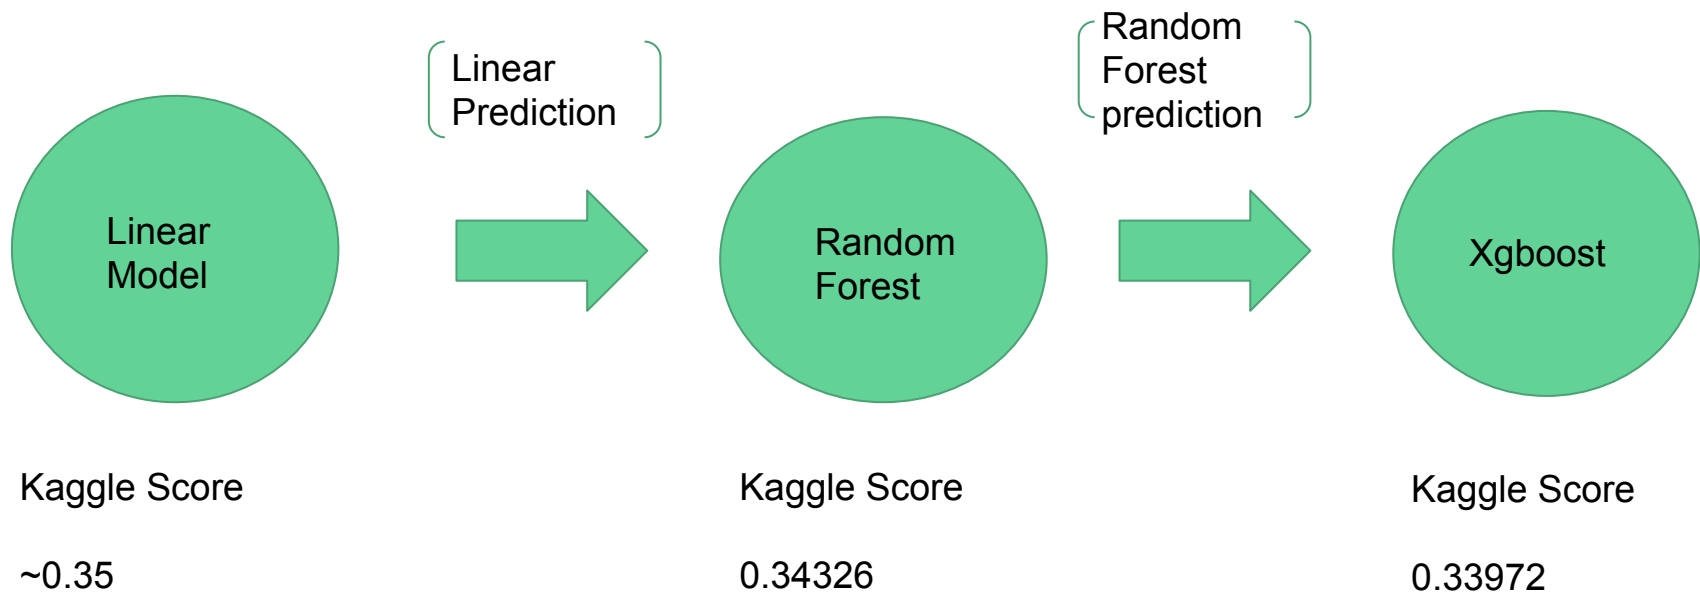 Linear
Prediction
Random
Forest
prediction
Linear
Model
Random
Forest
Xgboost
Kaggle Score
~0.35
Kaggle Score
0.34326
Kaggle Score
0.33972